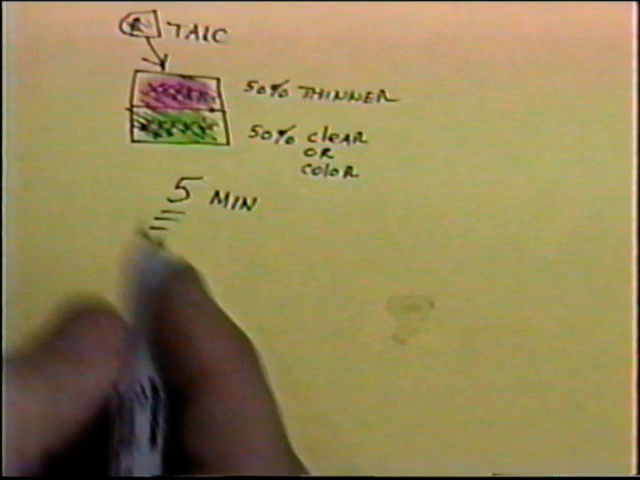 TALC
50% THINNER
50% CLEAR
OR
COLOR
5 MIN